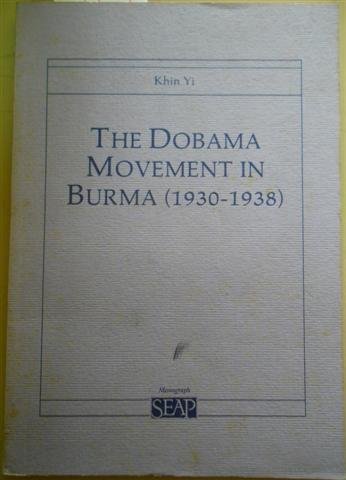 Khin Yi
THE DOBAMA
MOVEMENT IN
BURMA (1930-1938)
Monograph
SEAP